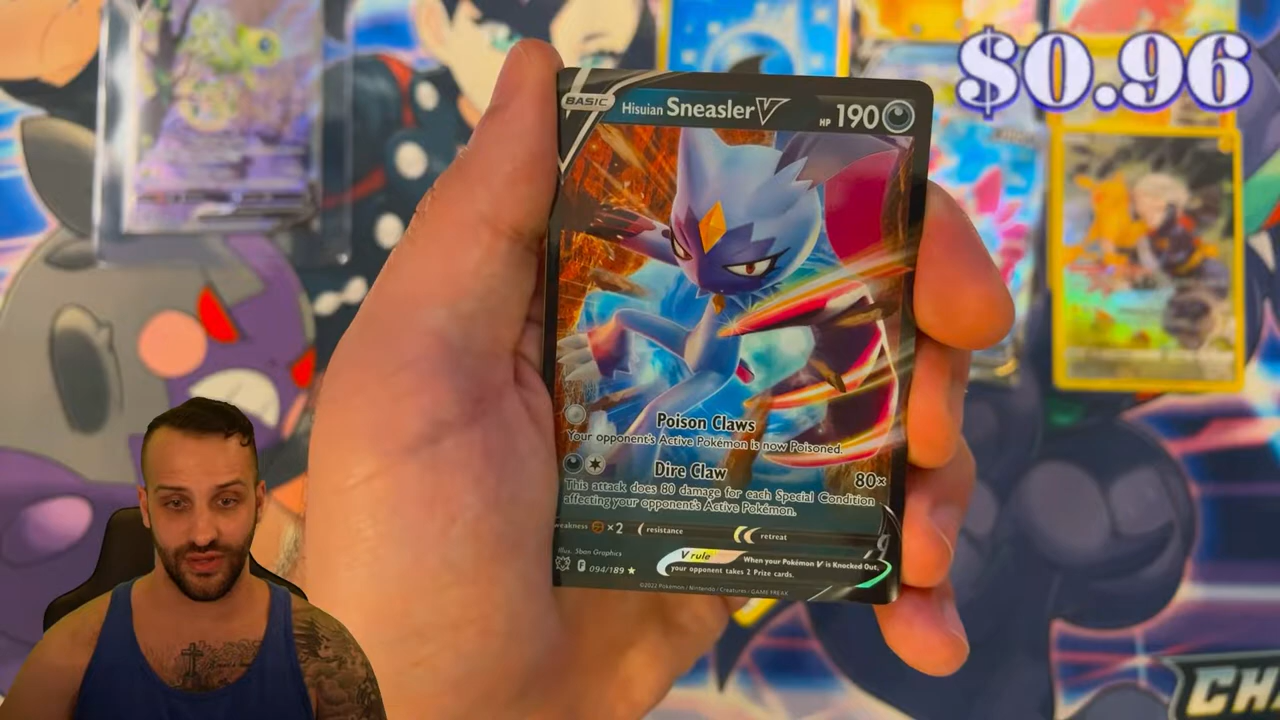 $0.96
BASIC Hisuian Sneasler V HP 190
Poison Claws
Your opponent's Active Pokémon is now Poisoned.
Dire Claw 80×
This attack does 80 damage for each Special Condition
affecting your opponent's Active Pokémon.
weakness ×2 resistance retreat
V rule When your Pokémon V is Knocked Out,
your opponent takes 2 Prize cards.
Illus. 5ban Graphics
F 094/189 ★
©2022 Pokémon / Nintendo / Creatures / GAME FREAK
CH